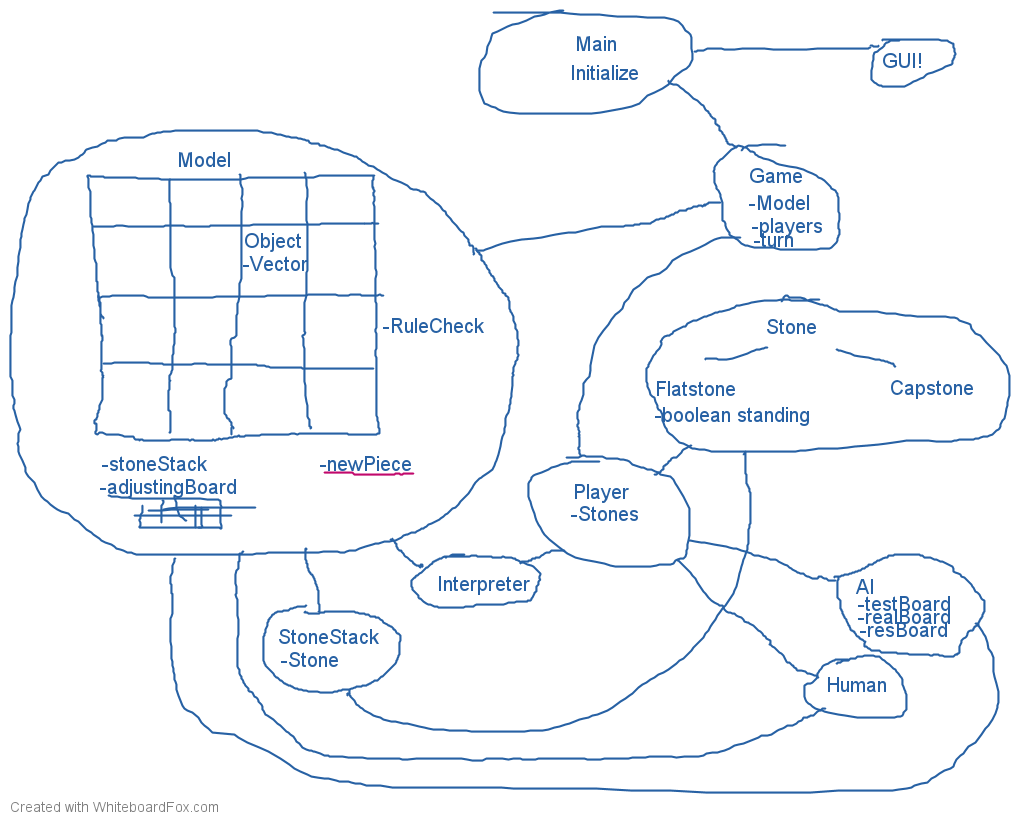 Main
Initialize
GUI!
Model
Game
-Model
-players
-turn
Object
-Vector
-RuleCheck
Stone
Flatstone
-boolean standing
Capstone
-stoneStack
-adjustingBoard
-newPiece
Player
-Stones
Interpreter
AI
-testBoard
-realBoard
-resBoard
StoneStack
-Stone
Human
Created with WhiteboardFox.com